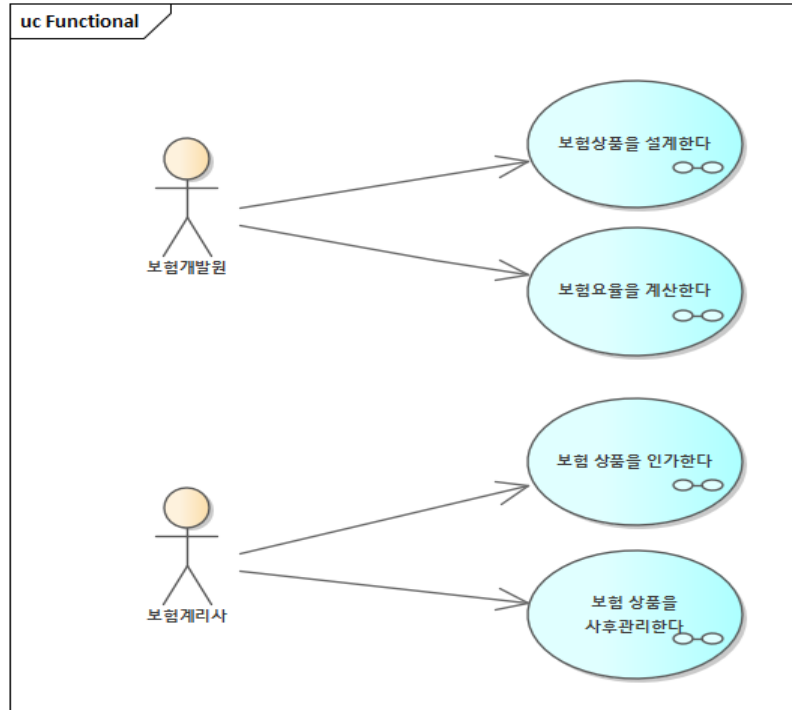 uc Functional
보험상품을 설계한다
보험개발원
보험요율을 계산한다
보험 상품을 인가한다
보험계리사
보험 상품을
사후관리한다